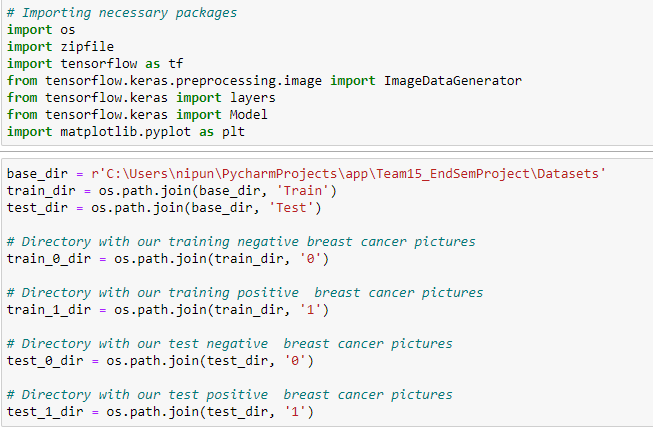 # Importing necessary packages
import os
import zipfile
import tensorflow as tf
from tensorflow.keras.preprocessing.image import ImageDataGenerator
from tensorflow.keras import layers
from tensorflow.keras import Model
import matplotlib.pyplot as plt
base_dir = r'C:\Users\nipun\PycharmProjects\app\Team15_EndSemProject\Datasets'
train_dir = os.path.join(base_dir, 'Train')
test_dir = os.path.join(base_dir, 'Test')
# Directory with our training negative breast cancer pictures
train_0_dir = os.path.join(train_dir, '0')
# Directory with our training positive  breast cancer pictures
train_1_dir = os.path.join(train_dir, '1')
# Directory with our test negative  breast cancer pictures
test_0_dir = os.path.join(test_dir, '0')
# Directory with our test positive  breast cancer pictures
test_1_dir = os.path.join(test_dir, '1')